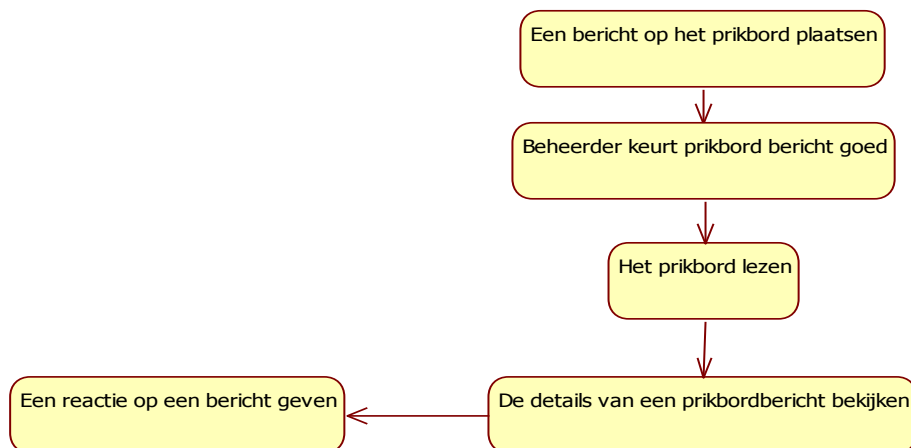 Een bericht op het prikbord plaatsen
Beheerder keurt prikbord bericht goed
Het prikbord lezen
Een reactie op een bericht geven
De details van een prikbordbericht bekijken